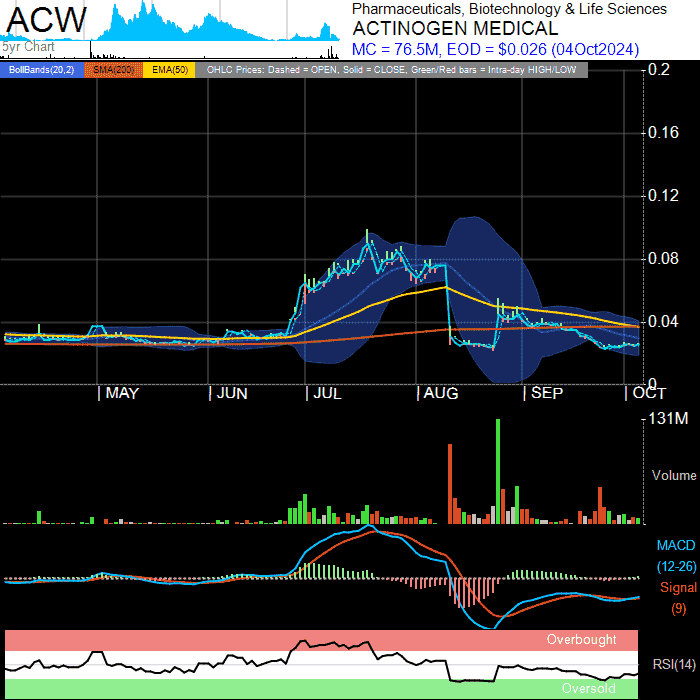 ACW
5yr Chart
Pharmaceuticals, Biotechnology & Life Sciences
ACTINOGEN MEDICAL
MC = 76.5M, EOD = $0.026 (04Oct2024)
BollBands(20,2) SMA(200) EMA(50) OHLC Prices: Dashed = OPEN, Solid = CLOSE, Green/Red bars = Intra-day HIGH/LOW
0.2
0.16
0.12
0.08
0.04
0
MAY JUN JUL AUG SEP OCT
131M
Volume
MACD
(12-26)
Signal
(9)
Overbought
RSI(14)
Oversold